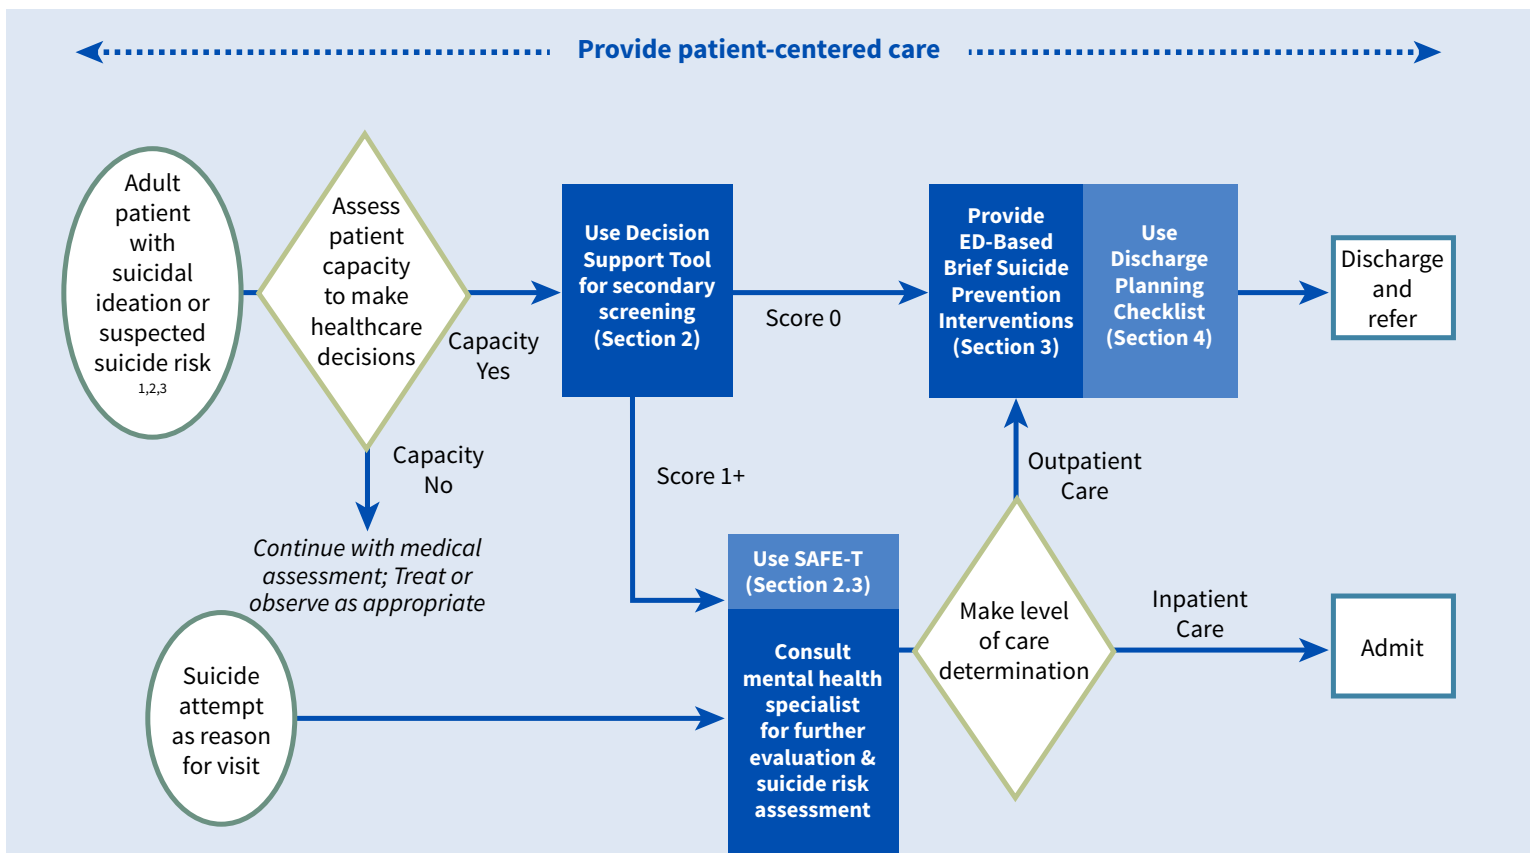 Provide patient-centered care
Adult
patient
with
suicidal
ideation or
suspected
suicide risk
1,2,3
Assess
patient
capacity
to make
healthcare
decisions
Capacity
Yes
Capacity
No
Continue with medical
assessment; Treat or
observe as appropriate
Use Decision
Support Tool
for secondary
screening
(Section 2)
Score 0
Score 1+
Provide
ED-Based
Brief Suicide
Prevention
Interventions
(Section 3)
Use
Discharge
Planning
Checklist
(Section 4)
Discharge
and
refer
Suicide
attempt
as reason
for visit
Use SAFE-T
(Section 2.3)
Consult
mental health
specialist
for further
evaluation &
suicide risk
assessment
Make level
of care
determination
Outpatient
Care
Inpatient
Care
Admit